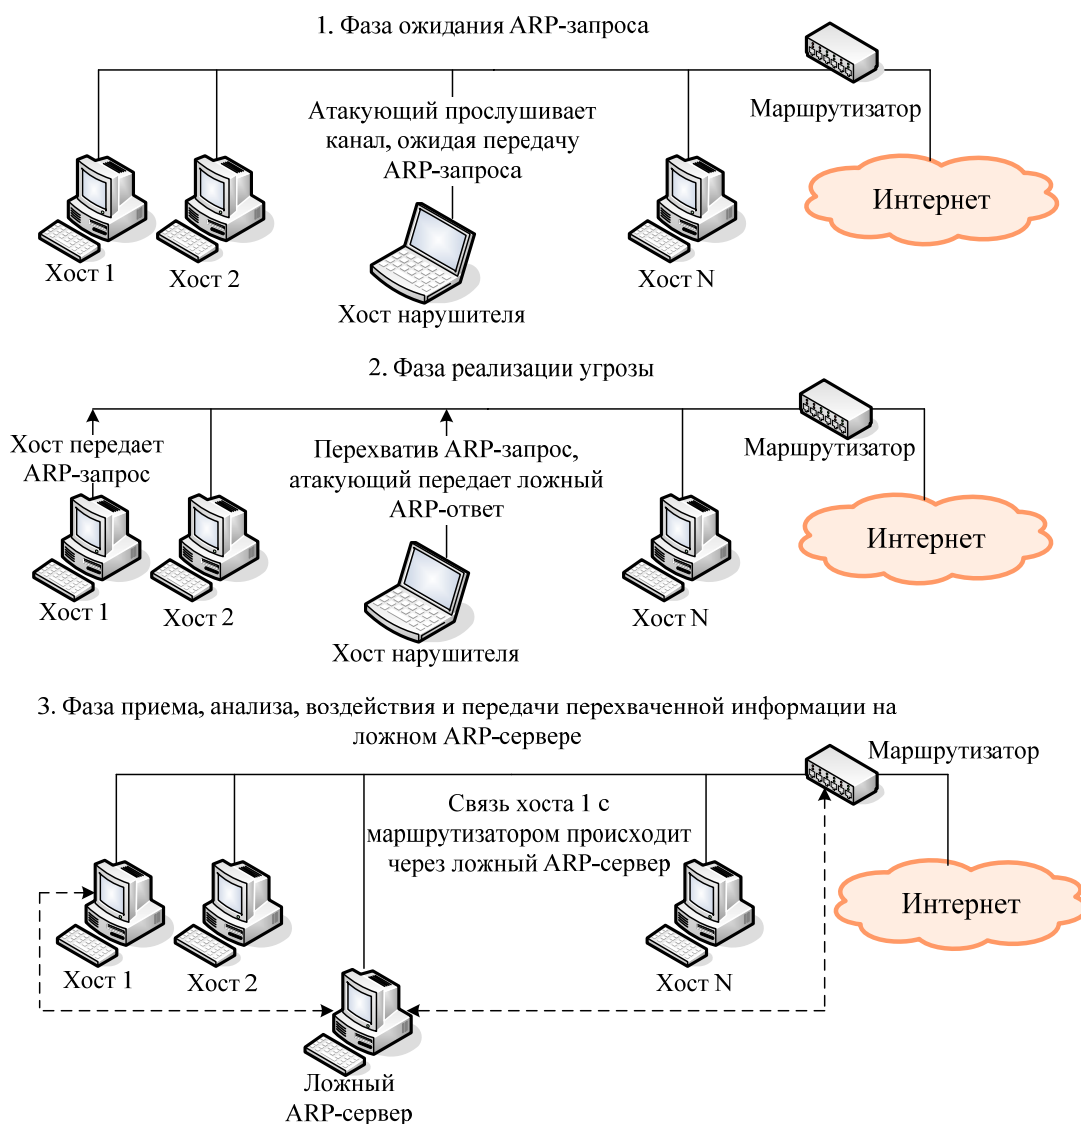 1. Фаза ожидания ARP-запроса
Маршрутизатор
Атакующий прослушивает
канал, ожидая передачу
ARP-запроса
Интернет
Хост 1
Хост 2
Хост N
Хост нарушителя
2. Фаза реализации угрозы
Хост передает
ARP-запрос
Перехватив ARP-запрос,
атакующий передает ложный
ARP-ответ
Маршрутизатор
Интернет
Хост 1
Хост 2
Хост N
Хост нарушителя
3. Фаза приема, анализа, воздействия и передачи перехваченной информации на
ложном ARP-сервере
Маршрутизатор
Связь хоста 1 с
маршрутизатором происходит
через ложный ARP-сервер
Интернет
Хост 1
Хост 2
Хост N
Ложный
ARP-сервер